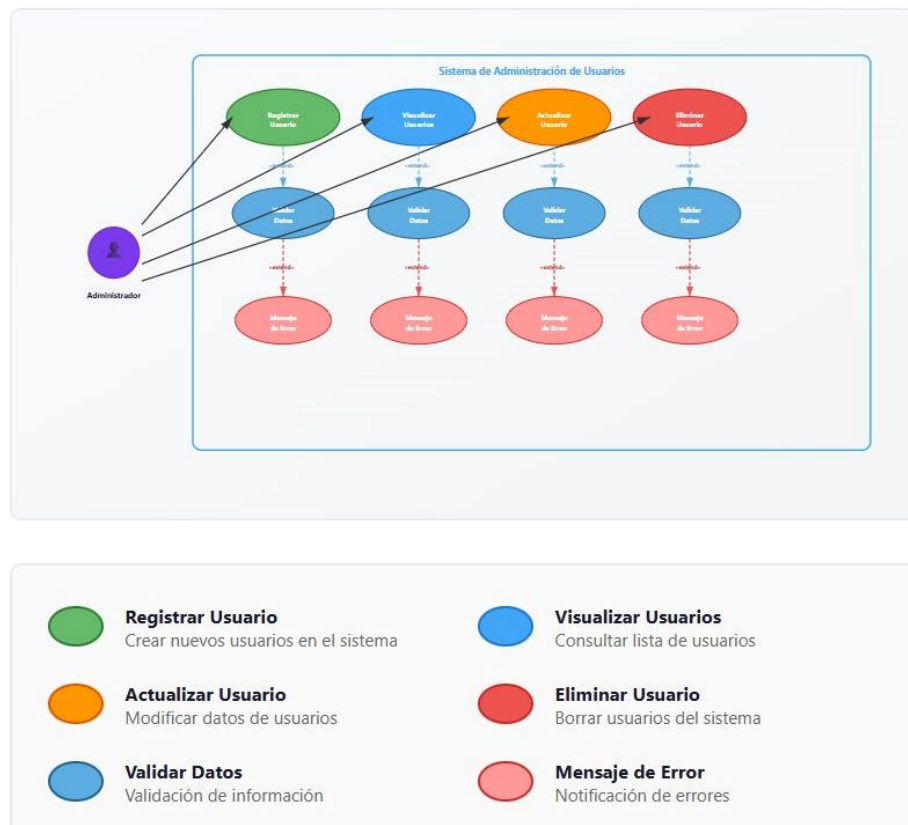 Sistema de Administración de Usuarios
Registrar
Usuario
Visualizar
Usuarios
Actualizar
Usuario
Eliminar
Usuario
Validar
Datos
Validar
Datos
Validar
Datos
Validar
Datos
Administrador
Mensaje
de Error
Mensaje
de Error
Mensaje
de Error
Mensaje
de Error
Registrar Usuario
Crear nuevos usuarios en el sistema
Visualizar Usuarios
Consultar lista de usuarios
Actualizar Usuario
Modificar datos de usuarios
Eliminar Usuario
Borrar usuarios del sistema
Validar Datos
Validación de información
Mensaje de Error
Notificación de errores